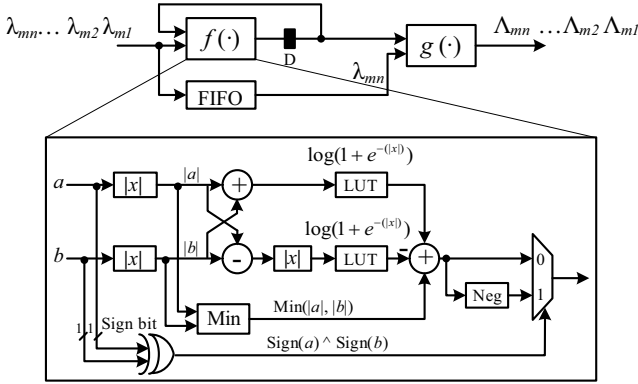 λmn… λm2 λm1
f(·)
D
g(·)
Λmn …Λm2 Λm1
λmn
FIFO
log(1 + e^-(|x|))
a
|x|
|a|
+
LUT
log(1 + e^-(|x|))
b
|x|
|b|
-
|x|
LUT
-
+
0
Neg
1
Min
Min(|a|, |b|)
1
1
Sign bit
Sign(a) ^ Sign(b)